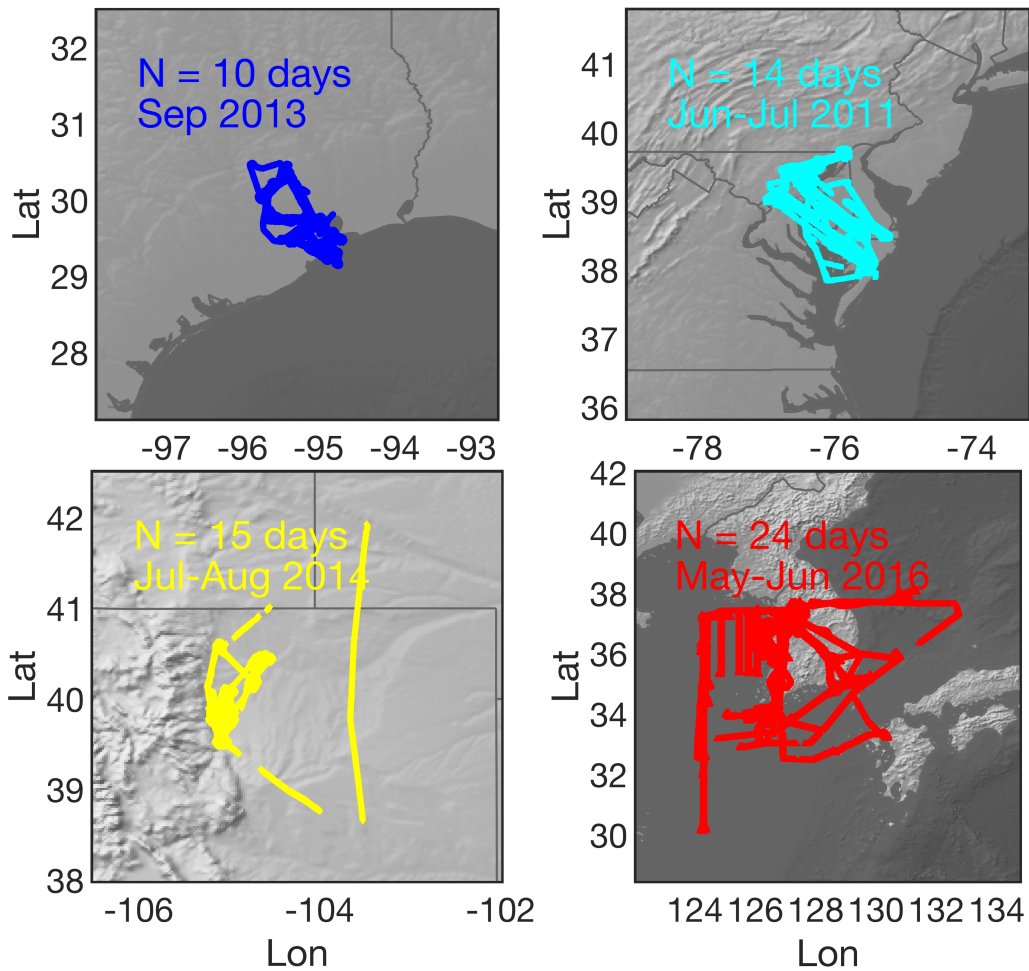 N = 10 days
Sep 2013
Lat
32
31
30
29
28
-97 -96 -95 -94 -93
N = 14 days
Jun-Jul 2011
Lat
41
40
39
38
37
36
-78 -76 -74
N = 15 days
Jul-Aug 2014
Lat
42
41
40
39
38
-106 -104 -102
Lon
N = 24 days
May-Jun 2016
Lat
42
40
38
36
34
32
30
124 126 128 130 132 134
Lon